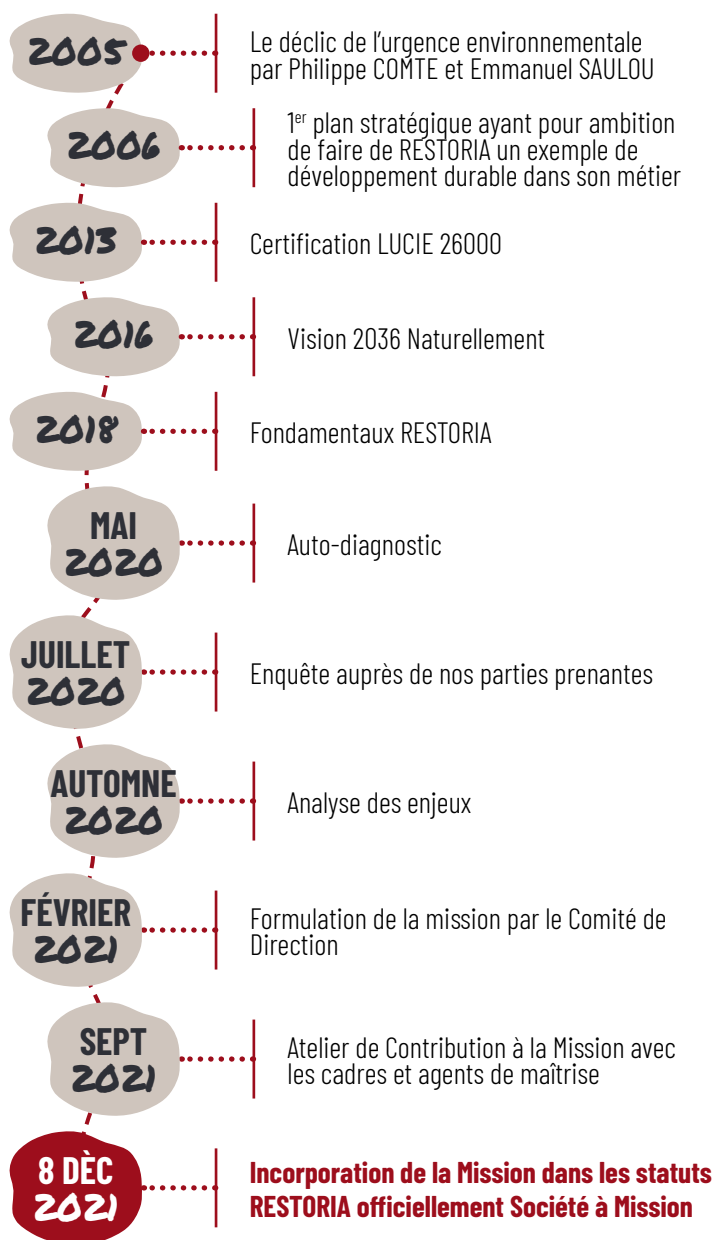 2005
Le déclic de l'urgence environnementale
par Philippe COMTE et Emmanuel SAULOU
2006
1er plan stratégique ayant pour ambition
de faire de RESTORIA un exemple de
développement durable dans son métier
2013
Certification LUCIE 26000
2016
Vision 2036 Naturellement
2018
Fondamentaux RESTORIA
MAI
2020
Auto-diagnostic
JUILLET
2020
Enquête auprès de nos parties prenantes
AUTOMNE
2020
Analyse des enjeux
FÉVRIER
2021
Formulation de la mission par le Comité de
Direction
SEPT
2021
Atelier de Contribution à la Mission avec
les cadres et agents de maîtrise
8 DÈC
2021
Incorporation de la Mission dans les statuts
RESTORIA officiellement Société à Mission